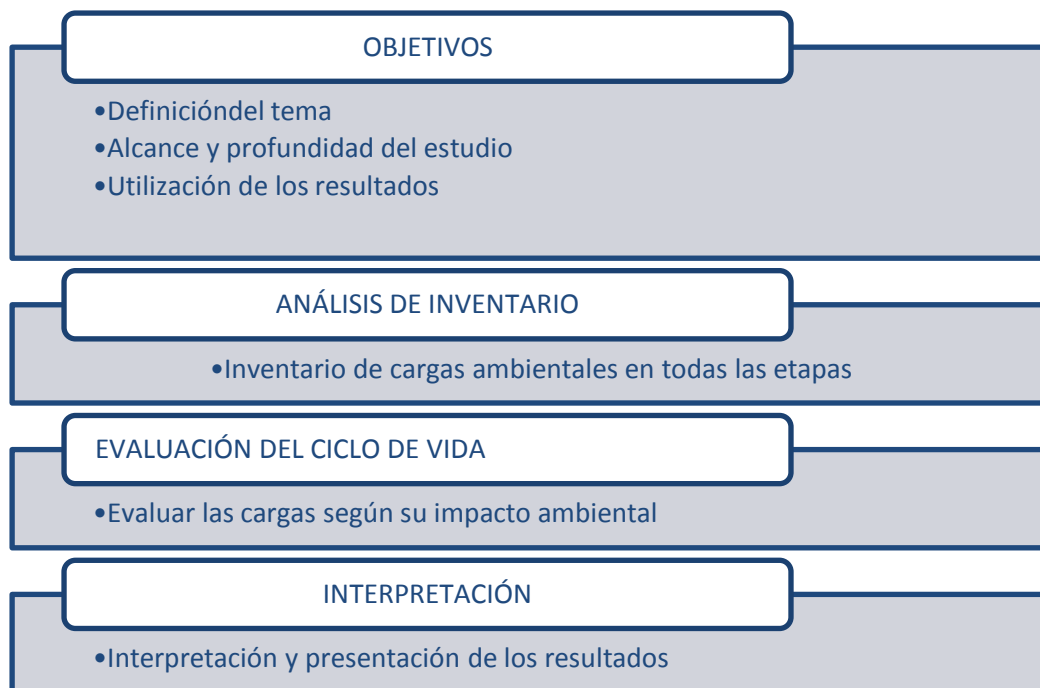 OBJETIVOS
•Definicióndel tema
•Alcance y profundidad del estudio
•Utilización de los resultados
ANÁLISIS DE INVENTARIO
•Inventario de cargas ambientales en todas las etapas
EVALUACIÓN DEL CICLO DE VIDA
•Evaluar las cargas según su impacto ambiental
INTERPRETACIÓN
•Interpretación y presentación de los resultados